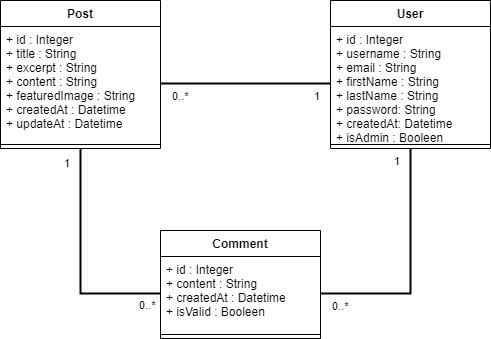 Post
+ id : Integer
+ title : String
+ excerpt : String
+ content : String
+ featuredImage : String
+ createdAt : Datetime
+ updateAt : Datetime
User
+ id : Integer
+ username : String
+ email : String
+ firstName : String
+ lastName : String
+ password: String
+ createdAt: Datetime
+ isAdmin : Booleen
0..*
1
1
1
Comment
+ id : Integer
+ content : String
+ createdAt : Datetime
+ isValid : Booleen
0..*
0..*